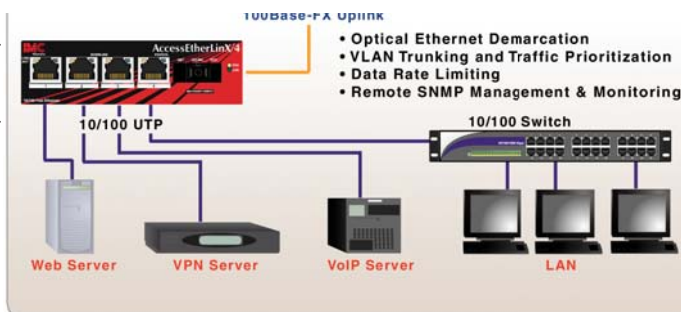 100Base-FX Uplink
IMC
AccessEtherLinX/4
• Optical Ethernet Demarcation
• VLAN Trunking and Traffic Prioritization
• Data Rate Limiting
• Remote SNMP Management & Monitoring
10/100 UTP
10/100 Switch
Web Server
VPN Server
VoIP Server
LAN